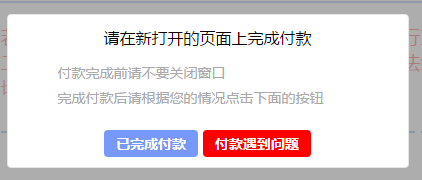 请在新打开的页面上完成付款
付款完成前请不要关闭窗口
完成付款后请根据您的情况点击下面的按钮
已完成付款 付款遇到问题